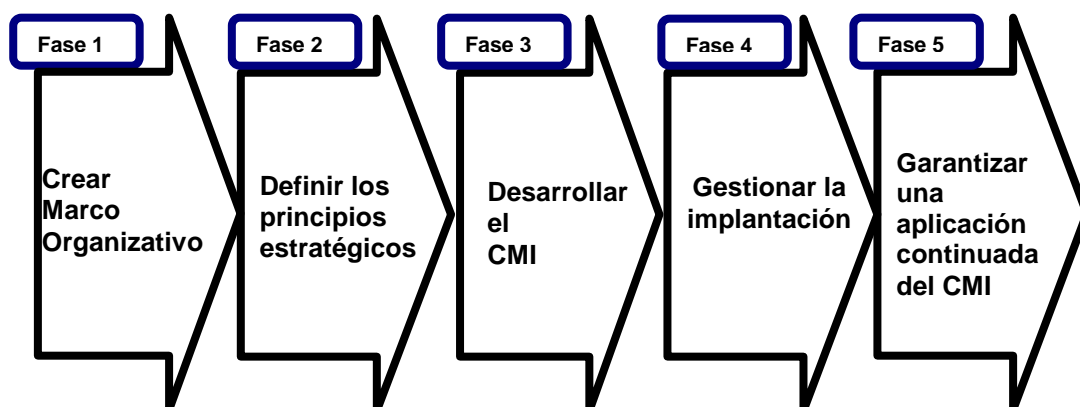 Fase 1
Crear
Marco
Organizativo
Fase 2
Definir los
principios
estratégicos
Fase 3
Desarrollar
el
CMI
Fase 4
Gestionar la
implantación
Fase 5
Garantizar
una
aplicación
continuada
del CMI